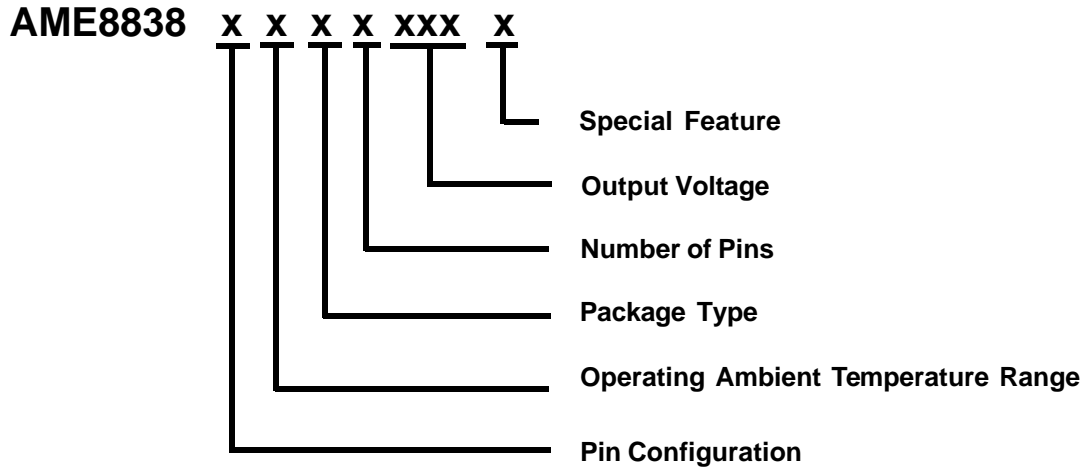 AME8838 x x x x xxx x
Special Feature
Output Voltage
Number of Pins
Package Type
Operating Ambient Temperature Range
Pin Configuration